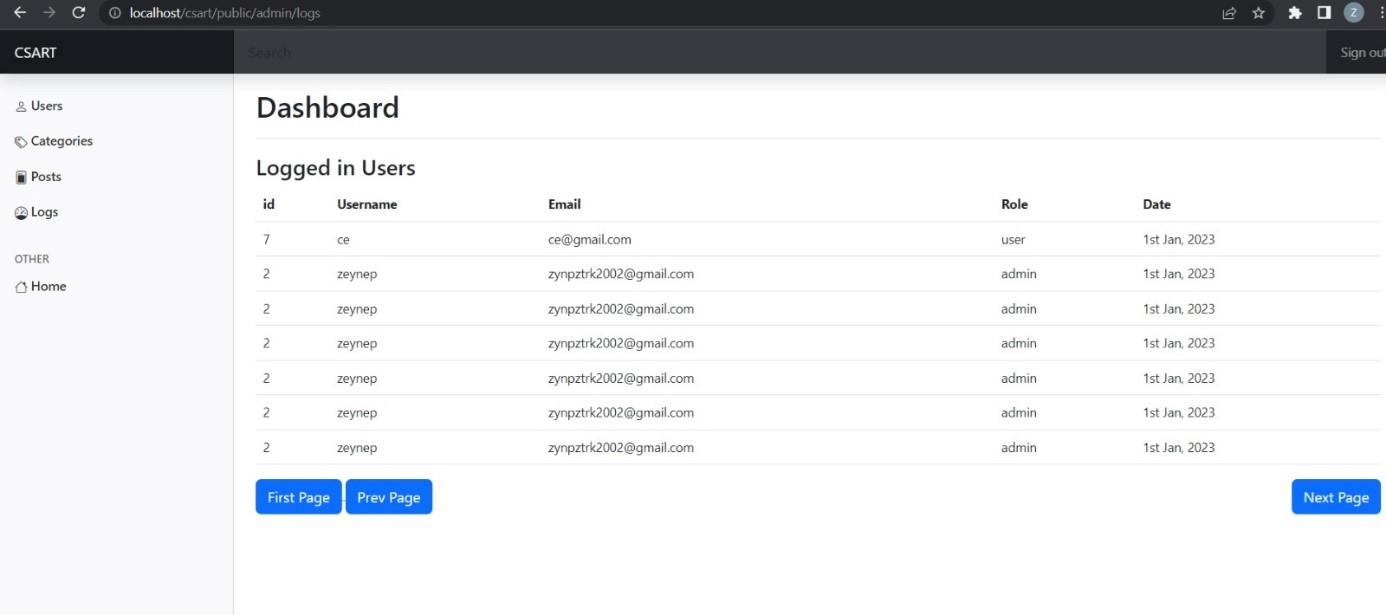 localhost/csart/public/admin/logs
Z
CSART
Search
Sign out
Users
Categories
Posts
Logs
OTHER
Home
Dashboard
Logged in Users
id Username Email Role Date
7 ce ce@gmail.com user 1st Jan, 2023
2 zeynep zynpztrk2002@gmail.com admin 1st Jan, 2023
2 zeynep zynpztrk2002@gmail.com admin 1st Jan, 2023
2 zeynep zynpztrk2002@gmail.com admin 1st Jan, 2023
2 zeynep zynpztrk2002@gmail.com admin 1st Jan, 2023
2 zeynep zynpztrk2002@gmail.com admin 1st Jan, 2023
2 zeynep zynpztrk2002@gmail.com admin 1st Jan, 2023
First Page Prev Page Next Page